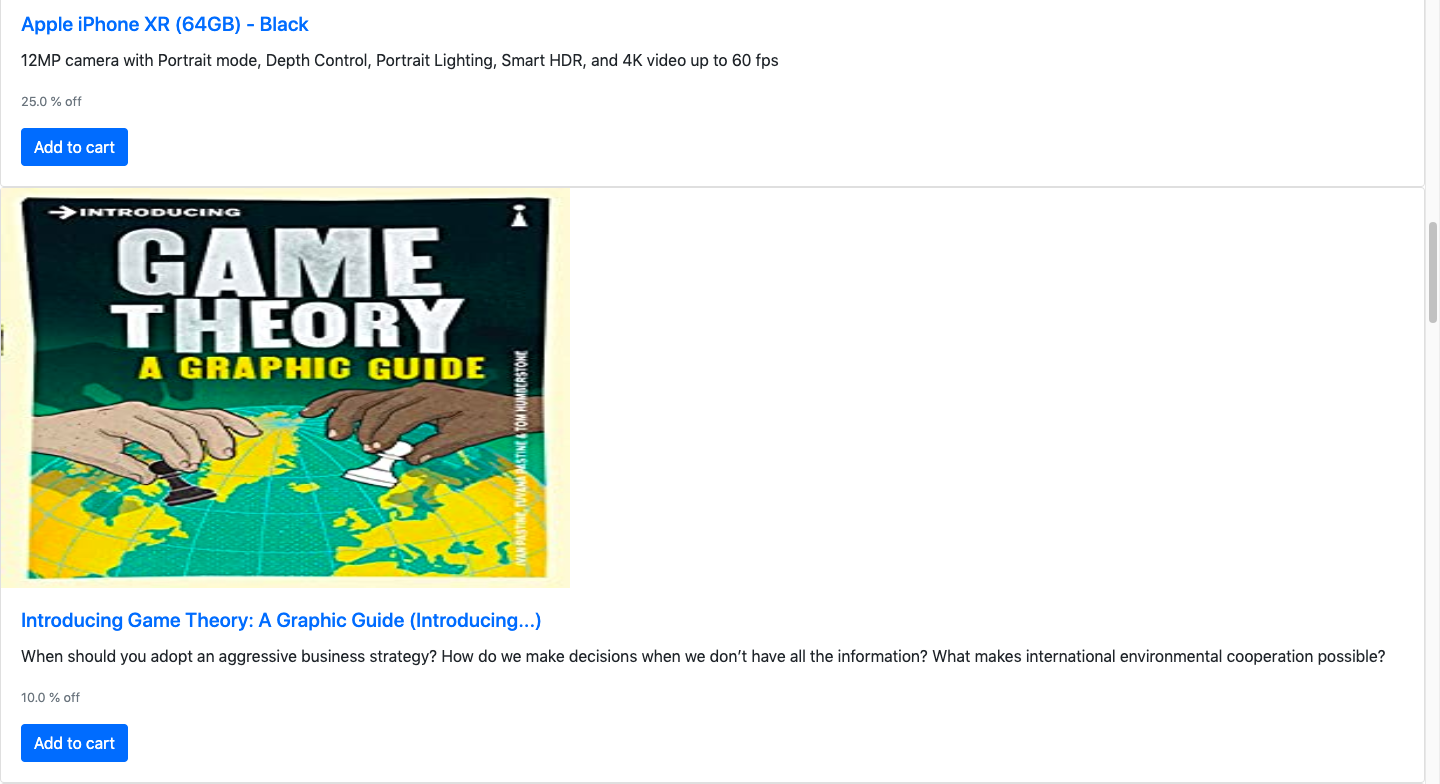 Apple iPhone XR (64GB) - Black
12MP camera with Portrait mode, Depth Control, Portrait Lighting, Smart HDR, and 4K video up to 60 fps
25.0 % off
Add to cart
INTRODUCING
GAME
THEORY
A GRAPHIC GUIDE
IVAN PASTINE, TUVANA PASTINE & TOM HUMBERSTONE
Introducing Game Theory: A Graphic Guide (Introducing...)
When should you adopt an aggressive business strategy? How do we make decisions when we don’t have all the information? What makes international environmental cooperation possible?
10.0 % off
Add to cart